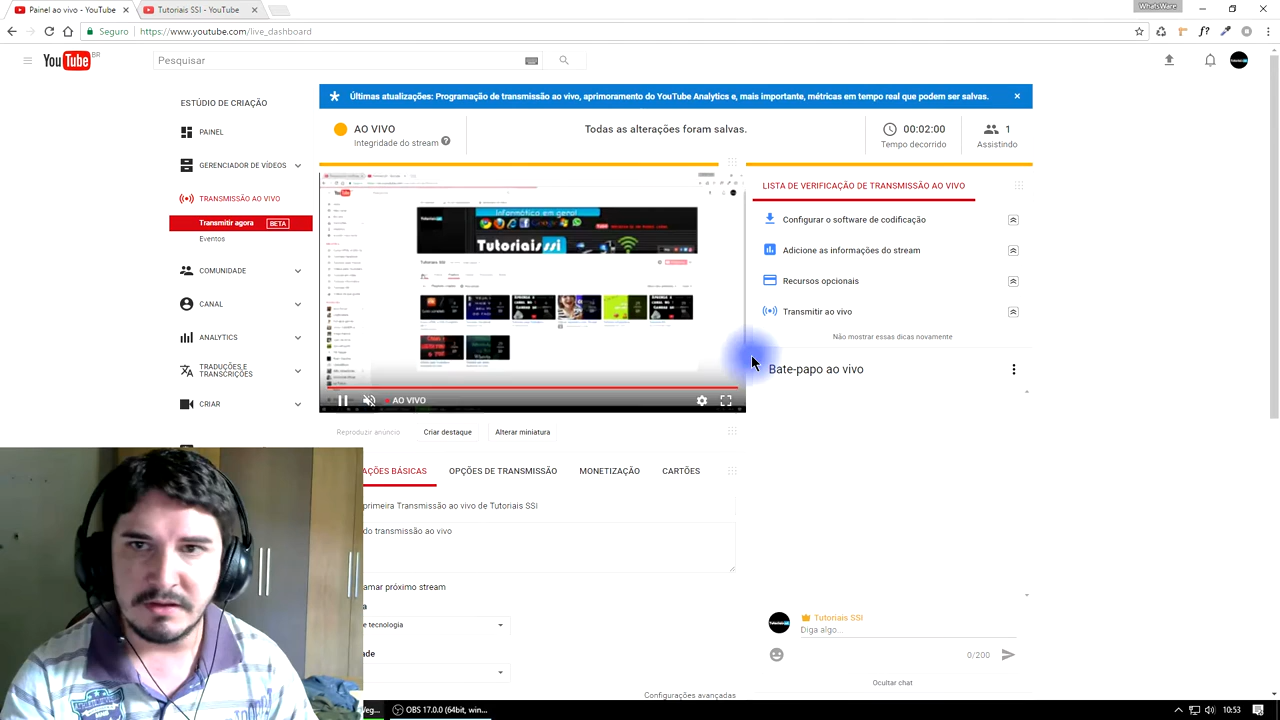 WhatsWare
Painel ao vivo - YouTube
Tutoriais SSI - YouTube
Seguro
https://www.youtube.com/live_dashboard
YouTube BR
Pesquisar
ESTÚDIO DE CRIAÇÃO
PAINEL
GERENCIADOR DE VÍDEOS
TRANSMISSÃO AO VIVO
Transmitir agora BETA
Eventos
COMUNIDADE
CANAL
ANALYTICS
TRADUÇÕES E
TRANSCRIÇÕES
CRIAR
Últimas atualizações: Programação de transmissão ao vivo, aprimoramento do YouTube Analytics e, mais importante, métricas em tempo real que podem ser salvas.
AO VIVO
Integridade do stream
Todas as alterações foram salvas.
00:02:00
Tempo decorrido
1
Assistindo
Informática em geral
Tutoriaisssi
Tutoriais SSI
AO VIVO
Reproduzir anúncio
Criar destaque
Alterar miniatura
AÇÕES BÁSICAS
OPÇÕES DE TRANSMISSÃO
MONETIZAÇÃO
CARTÕES
primeira Transmissão ao vivo de Tutoriais SSI
do transmissão ao vivo
amar próximo stream
a
e tecnologia
ade
Configurações avançadas
LISTA DE VERIFICAÇÃO DE TRANSMISSÃO AO VIVO
Configurar o software de codificação
Adicione as informações do stream
Recursos opcionais
Transmitir ao vivo
Não mostrar essas dicas novamente
Bate-papo ao vivo
Tutoriais SSI
Diga algo...
0/200
Ocultar chat
OBS 17.0.0 (64bit, win...
10:53